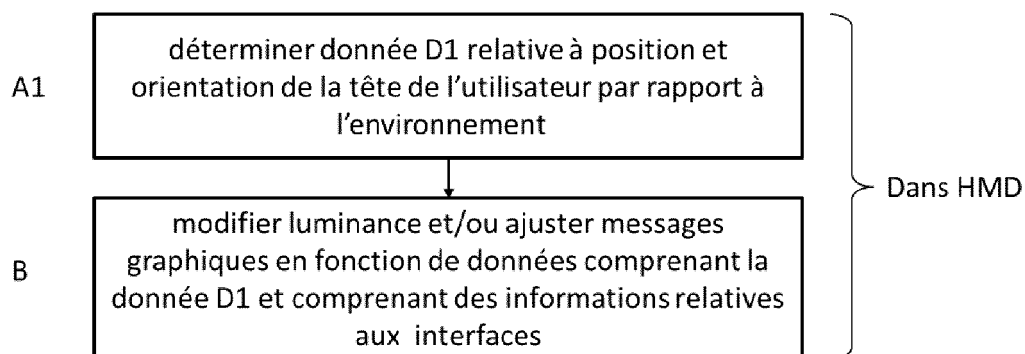 A1
déterminer donnée D1 relative à position et
orientation de la tête de l'utilisateur par rapport à
l'environnement
Dans HMD
B
modifier luminance et/ou ajuster messages
graphiques en fonction de données comprenant la
donnée D1 et comprenant des informations relatives
aux interfaces